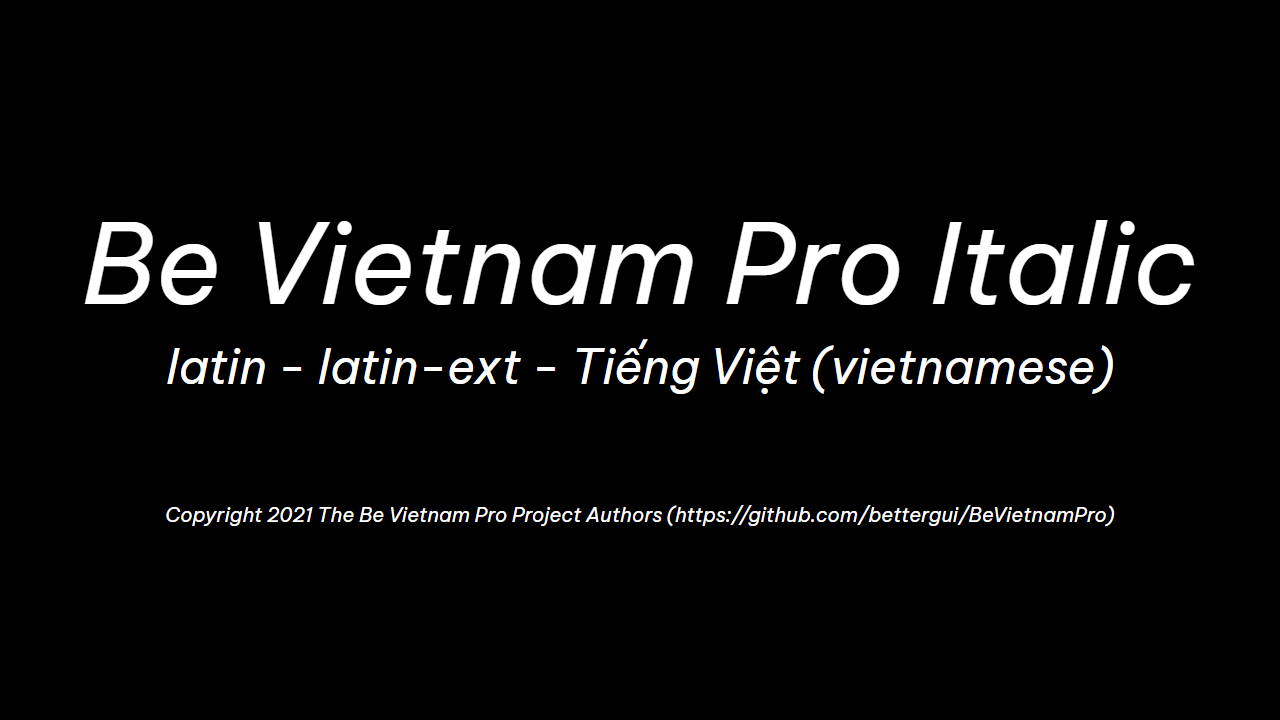 Be Vietnam Pro Italic
latin - latin-ext - Tiếng Việt (vietnamese)
Copyright 2021 The Be Vietnam Pro Project Authors (https://github.com/bettergui/BeVietnamPro)